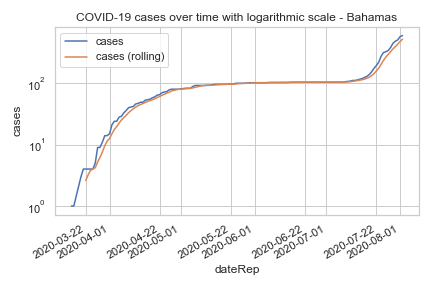 COVID-19 cases over time with logarithmic scale - Bahamas
cases
cases (rolling)
10²
10¹
10⁰
cases
2020-03-22
2020-04-01
2020-04-22
2020-05-01
2020-05-22
2020-06-01
2020-06-22
2020-07-01
2020-07-22
2020-08-01
dateRep